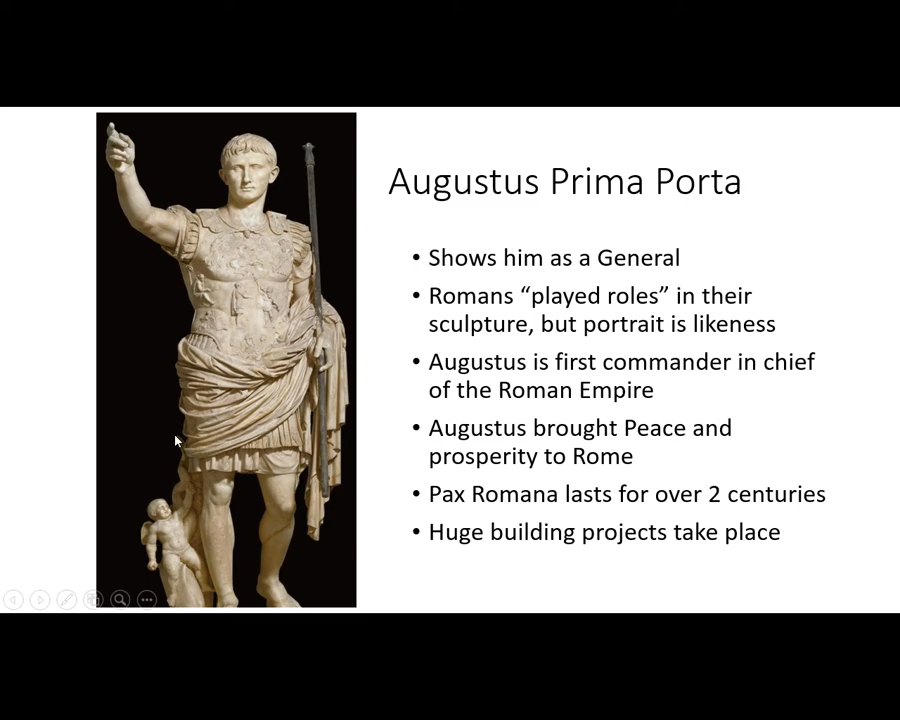 Augustus Prima Porta
• Shows him as a General
• Romans “played roles” in their
sculpture, but portrait is likeness
• Augustus is first commander in chief
of the Roman Empire
• Augustus brought Peace and
prosperity to Rome
• Pax Romana lasts for over 2 centuries
• Huge building projects take place